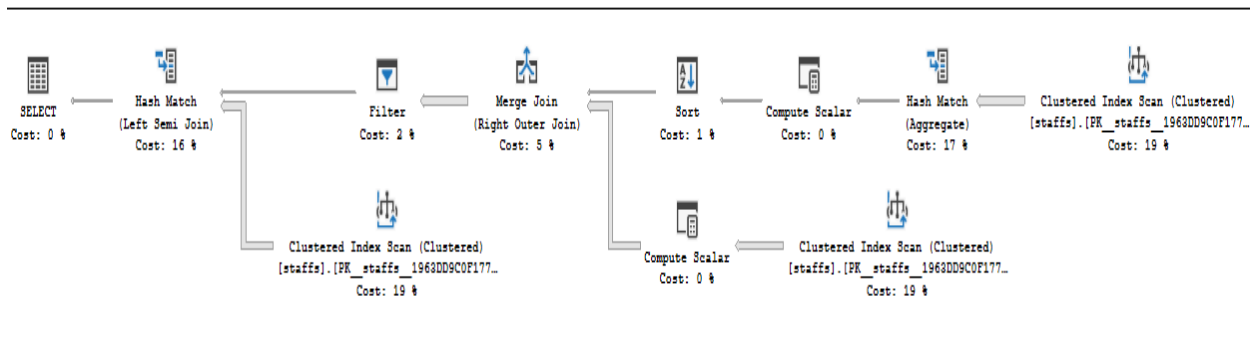 SELECT
Cost: 0 %
Hash Match
(Left Semi Join)
Cost: 16 %
Filter
Cost: 2 %
Merge Join
(Right Outer Join)
Cost: 5 %
Sort
Cost: 1 %
Compute Scalar
Cost: 0 %
Hash Match
(Aggregate)
Cost: 17 %
Clustered Index Scan (Clustered)
[staffs].[PK__staffs__1963DD9C0F177…
Cost: 19 %
Clustered Index Scan (Clustered)
[staffs].[PK__staffs__1963DD9C0F177…
Cost: 19 %
Compute Scalar
Cost: 0 %
Clustered Index Scan (Clustered)
[staffs].[PK__staffs__1963DD9C0F177…
Cost: 19 %